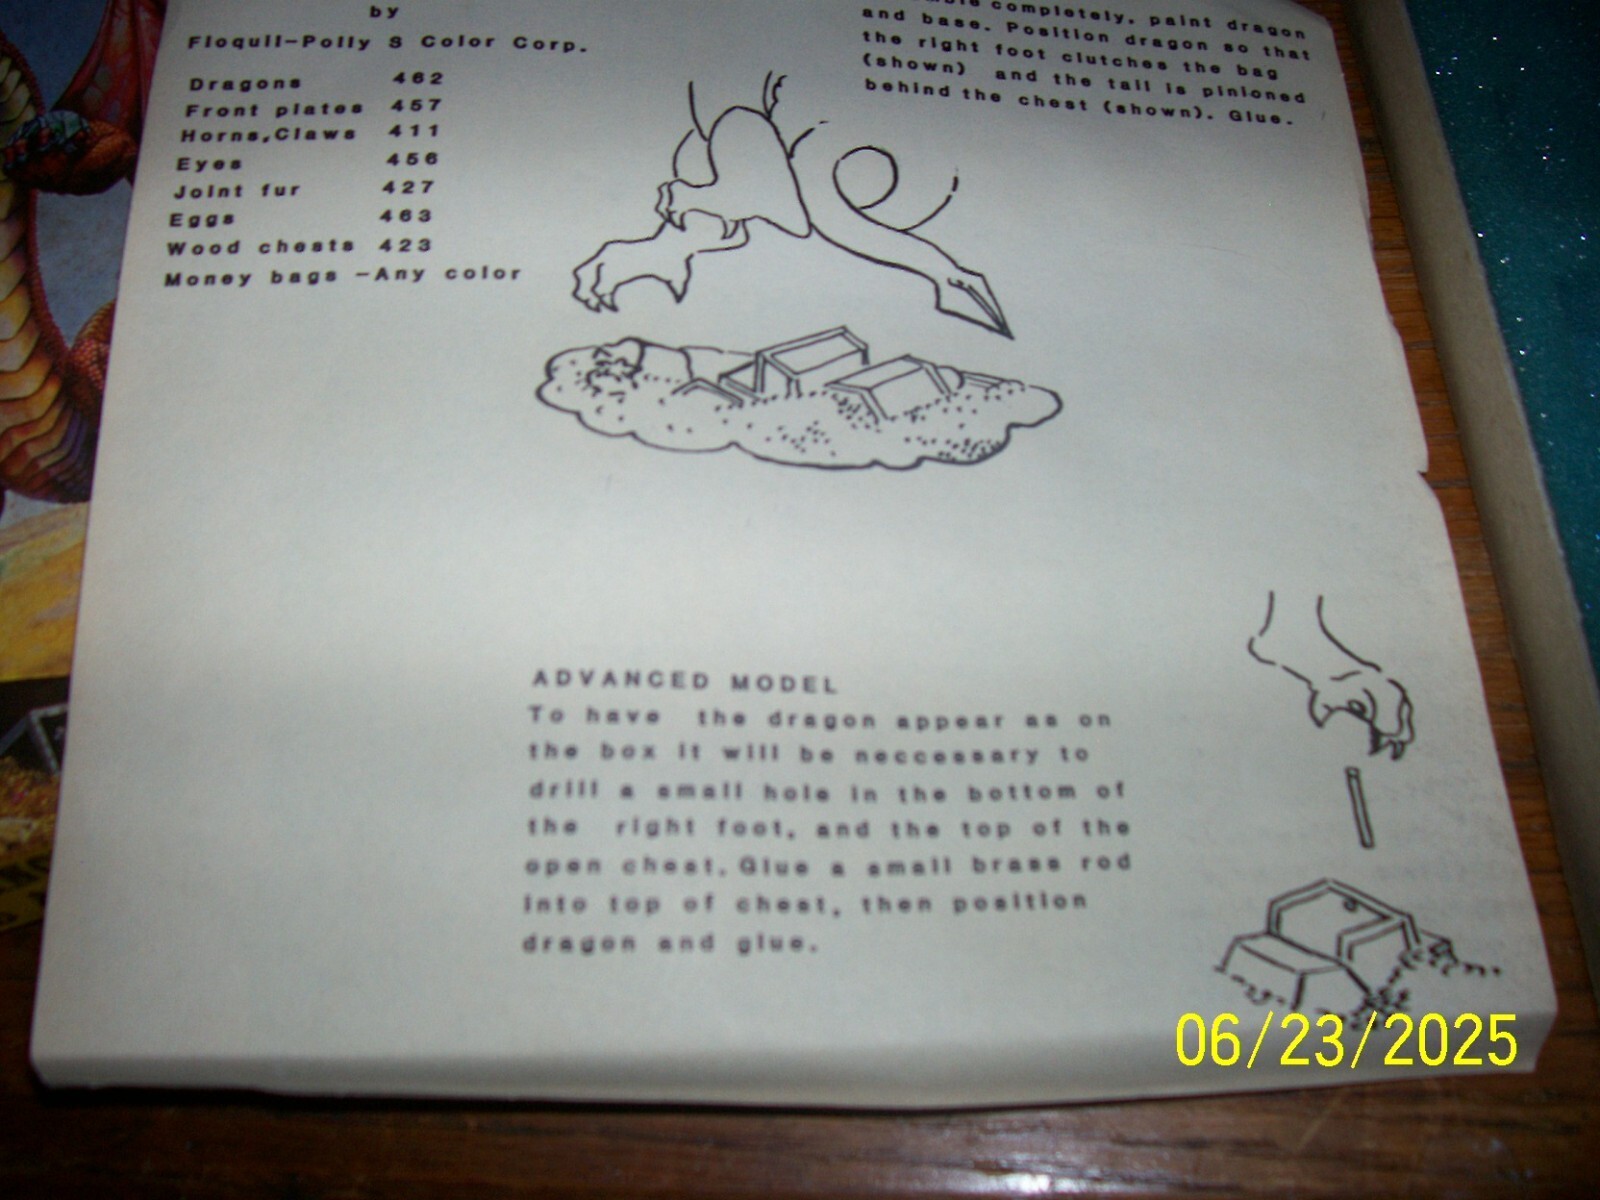 by
Floquil-Polly S Color Corp.
Dragons 462
Front plates 457
Horns,Claws 411
Eyes 456
Joint fur 427
Eggs 463
Wood chests 423
Money bags -Any color
completely, paint dragon
and base. Position dragon so that
the right foot clutches the bag
(shown) and the tail is pinioned
behind the chest (shown). Glue.
ADVANCED MODEL
To have the dragon appear as on
the box it will be neccessary to
drill a small hole in the bottom of
the right foot, and the top of the
open chest. Glue a small brass rod
into top of chest, then position
dragon and glue.
06/23/2025